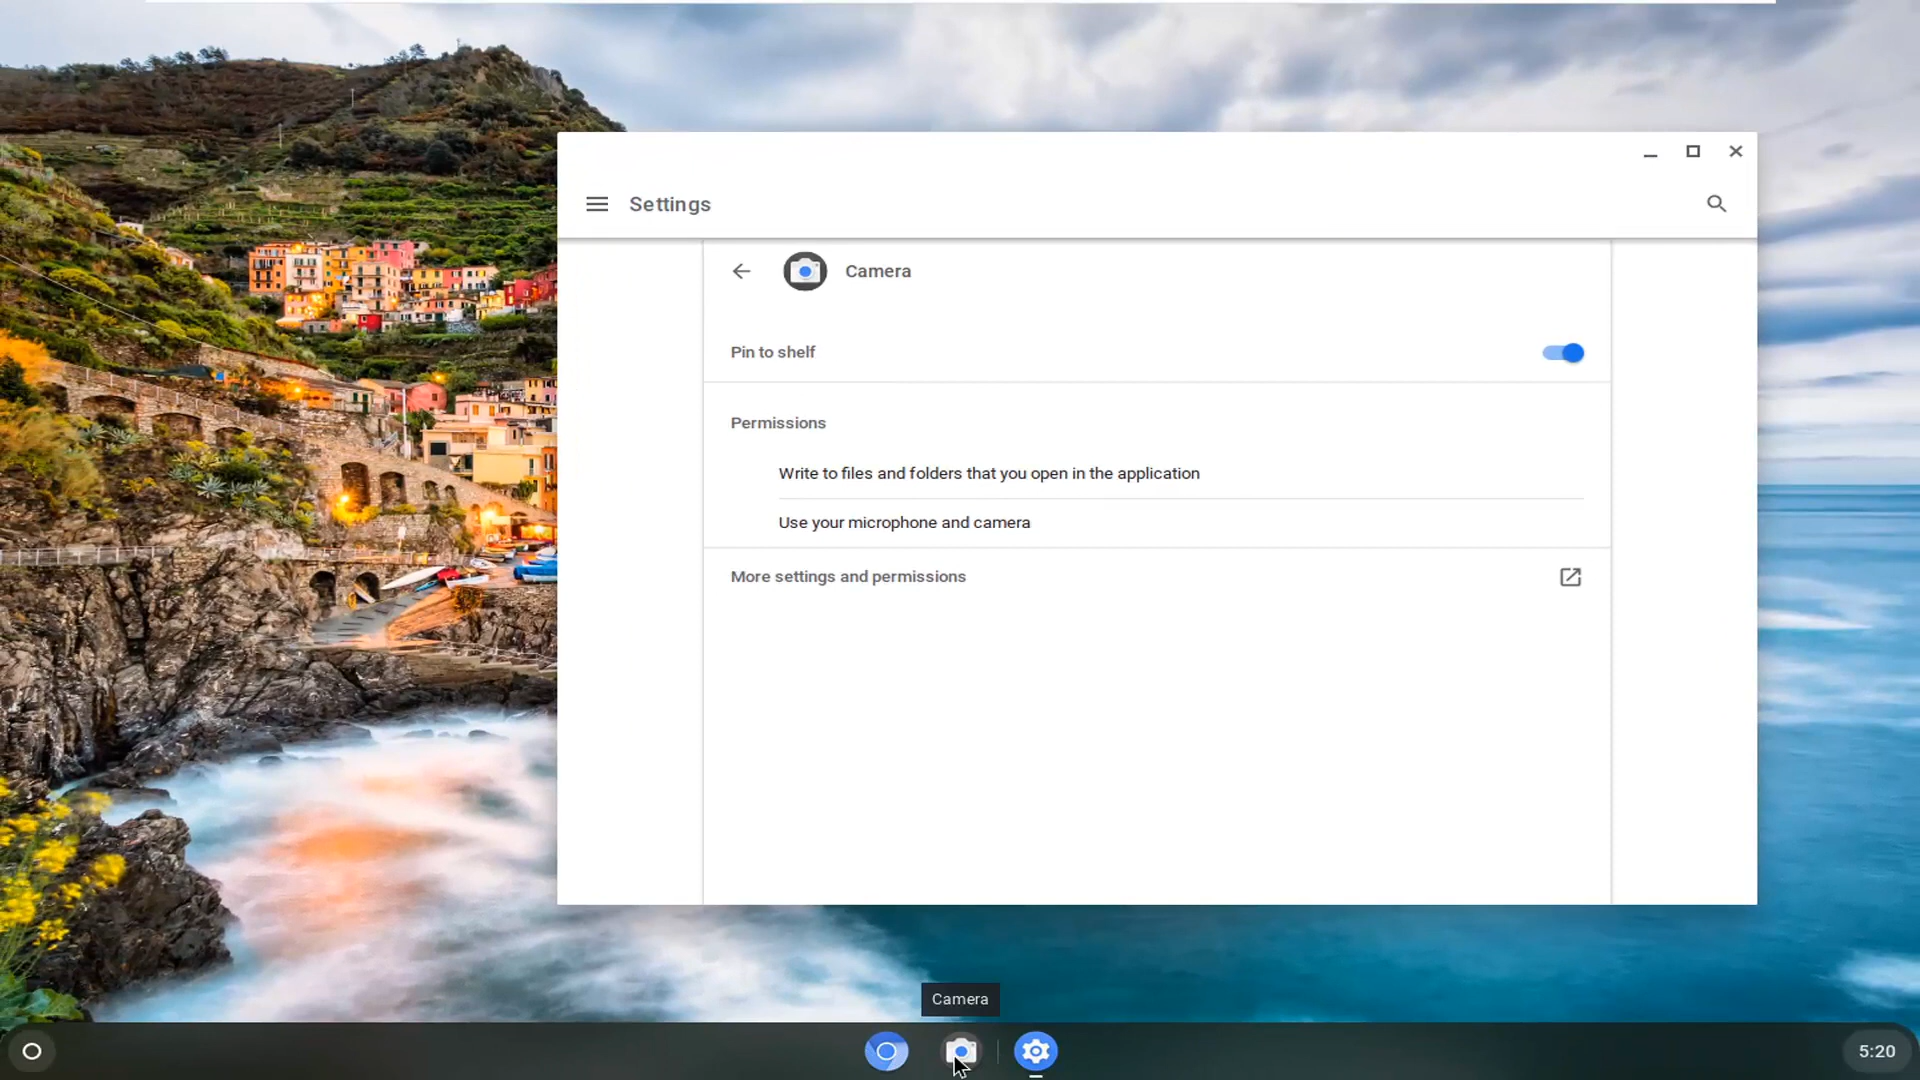 Settings
Camera
Pin to shelf
Permissions
Write to files and folders that you open in the application
Use your microphone and camera
More settings and permissions
Camera
5:20